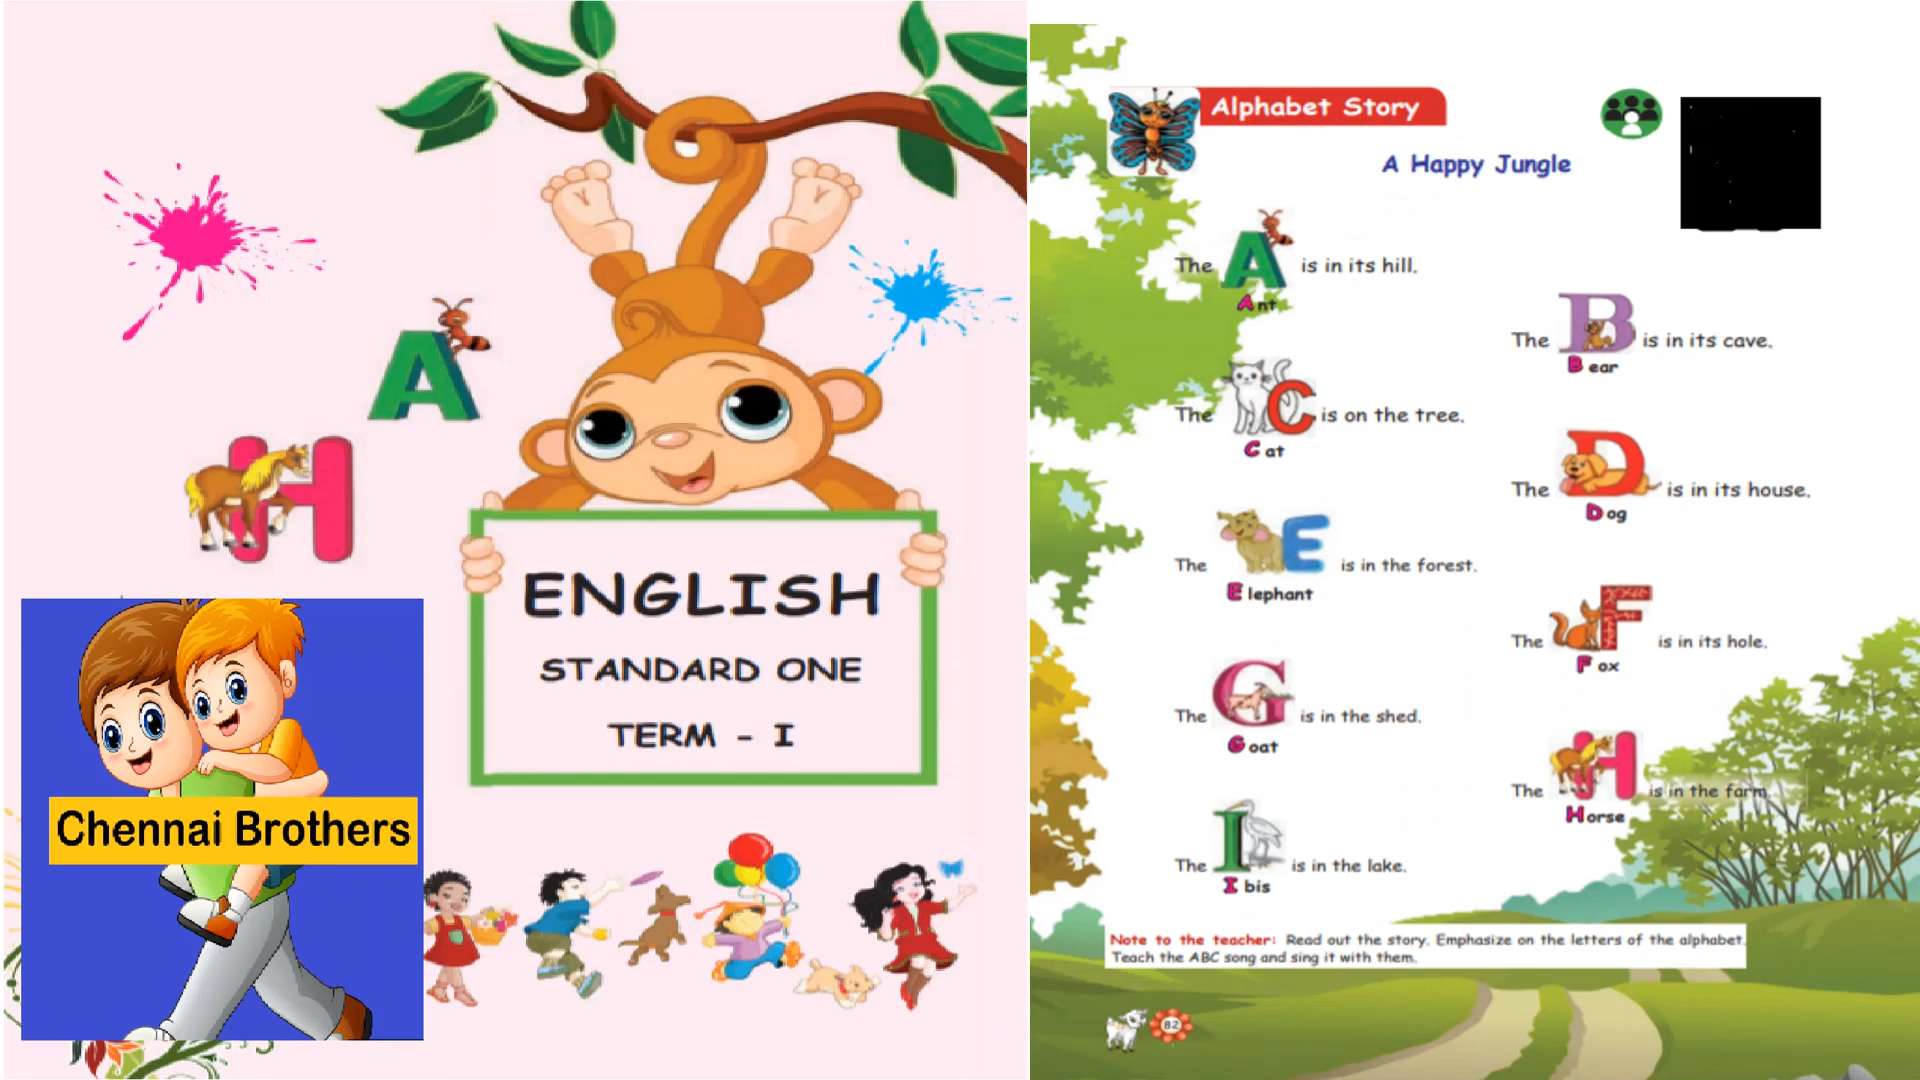 A
H
ENGLISH
STANDARD ONE
TERM - I
Chennai Brothers
Alphabet Story
A Happy Jungle
The A is in its hill.
Ant
The B is in its cave.
Bear
The C is on the tree.
Cat
The D is in its house.
Dog
The E is in the forest.
Elephant
The F is in its hole.
Fox
The G is in the shed.
Goat
The H is in the farm.
Horse
The I is in the lake.
Ibis
Note to the teacher: Read out the story. Emphasize on the letters of the alphabet.
Teach the ABC song and sing it with them.
82